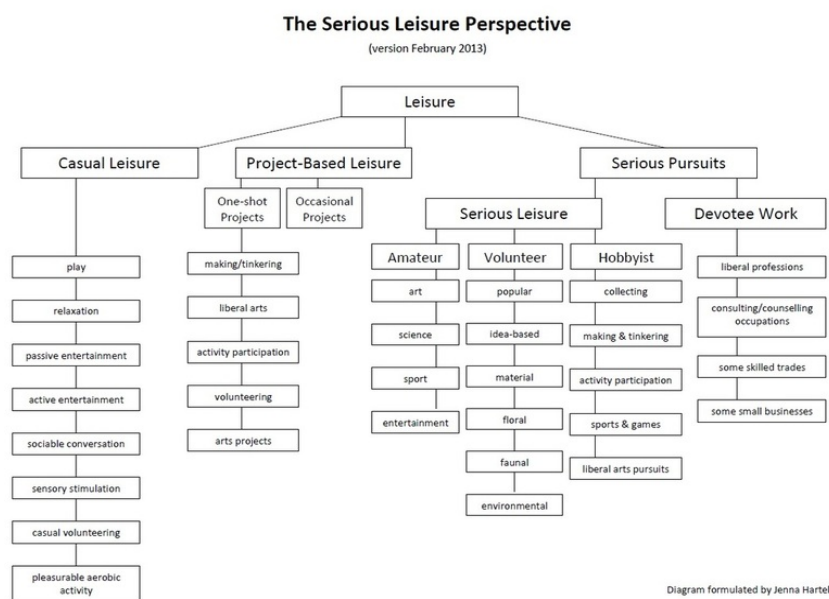 The Serious Leisure Perspective
(version February 2013)
Leisure
Casual Leisure
Project-Based Leisure
Serious Pursuits
One-shot
Projects
Occasional
Projects
Serious Leisure
Devotee Work
Amateur
Volunteer
Hobbyist
play
relaxation
passive entertainment
active entertainment
sociable conversation
sensory stimulation
casual volunteering
pleasurable aerobic
activity
making/tinkering
liberal arts
activity participation
volunteering
arts projects
art
science
sport
entertainment
popular
idea-based
material
floral
faunal
environmental
collecting
making & tinkering
activity participation
sports & games
liberal arts pursuits
liberal professions
consulting/counselling
occupations
some skilled trades
some small businesses
Diagram formulated by Jenna Hartel